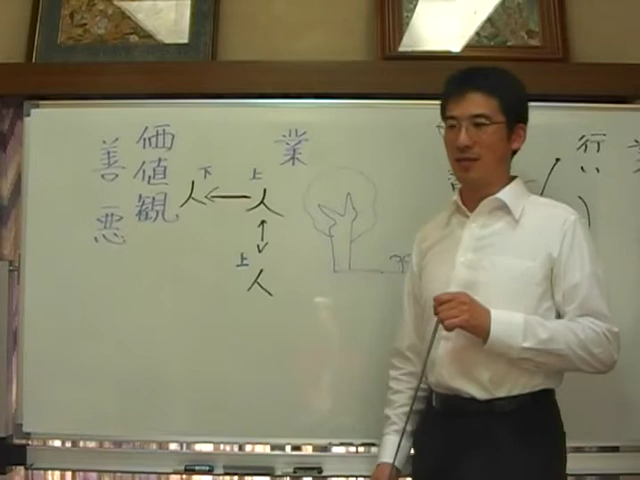 価値観
善 悪
業
下
上
人
人
上
人
行い